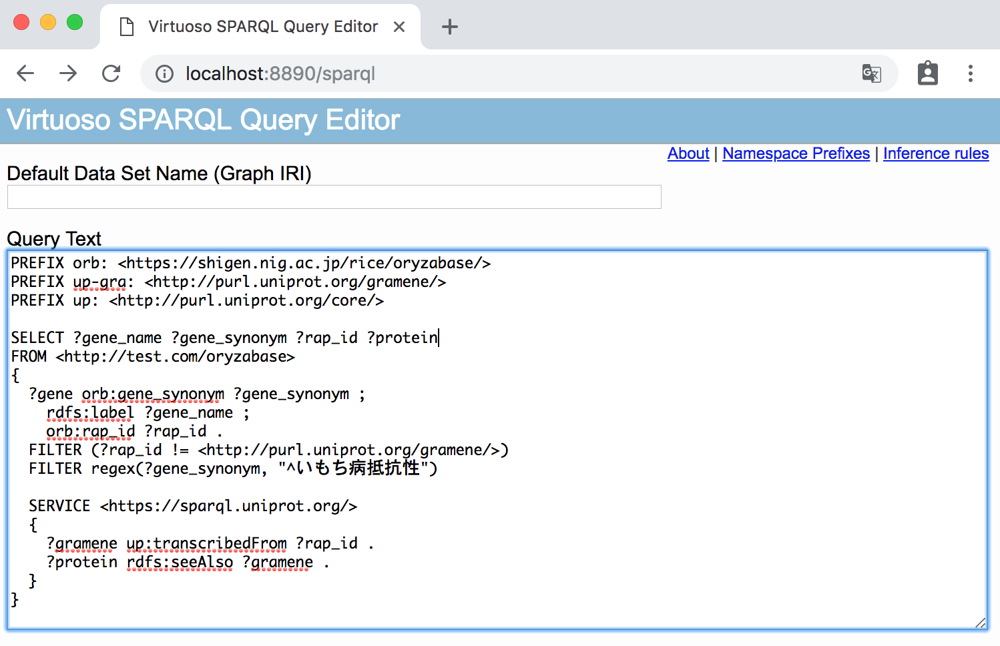 Virtuoso SPARQL Query Editor
localhost:8890/sparql
Virtuoso SPARQL Query Editor
About | Namespace Prefixes | Inference rules
Default Data Set Name (Graph IRI)
Query Text
PREFIX orb: <https://shigen.nig.ac.jp/rice/oryzabase/>
PREFIX up-gra: <http://purl.uniprot.org/gramene/>
PREFIX up: <http://purl.uniprot.org/core/>
SELECT ?gene_name ?gene_synonym ?rap_id ?protein
FROM <http://test.com/oryzabase>
{
?gene orb:gene_synonym ?gene_synonym ;
rdfs:label ?gene_name ;
orb:rap_id ?rap_id .
FILTER (?rap_id != <http://purl.uniprot.org/gramene/>)
FILTER regex(?gene_synonym, "^いもち病抵抗性")
SERVICE <https://sparql.uniprot.org/>
{
?gramene up:transcribedFrom ?rap_id .
?protein rdfs:seeAlso ?gramene .
}
}